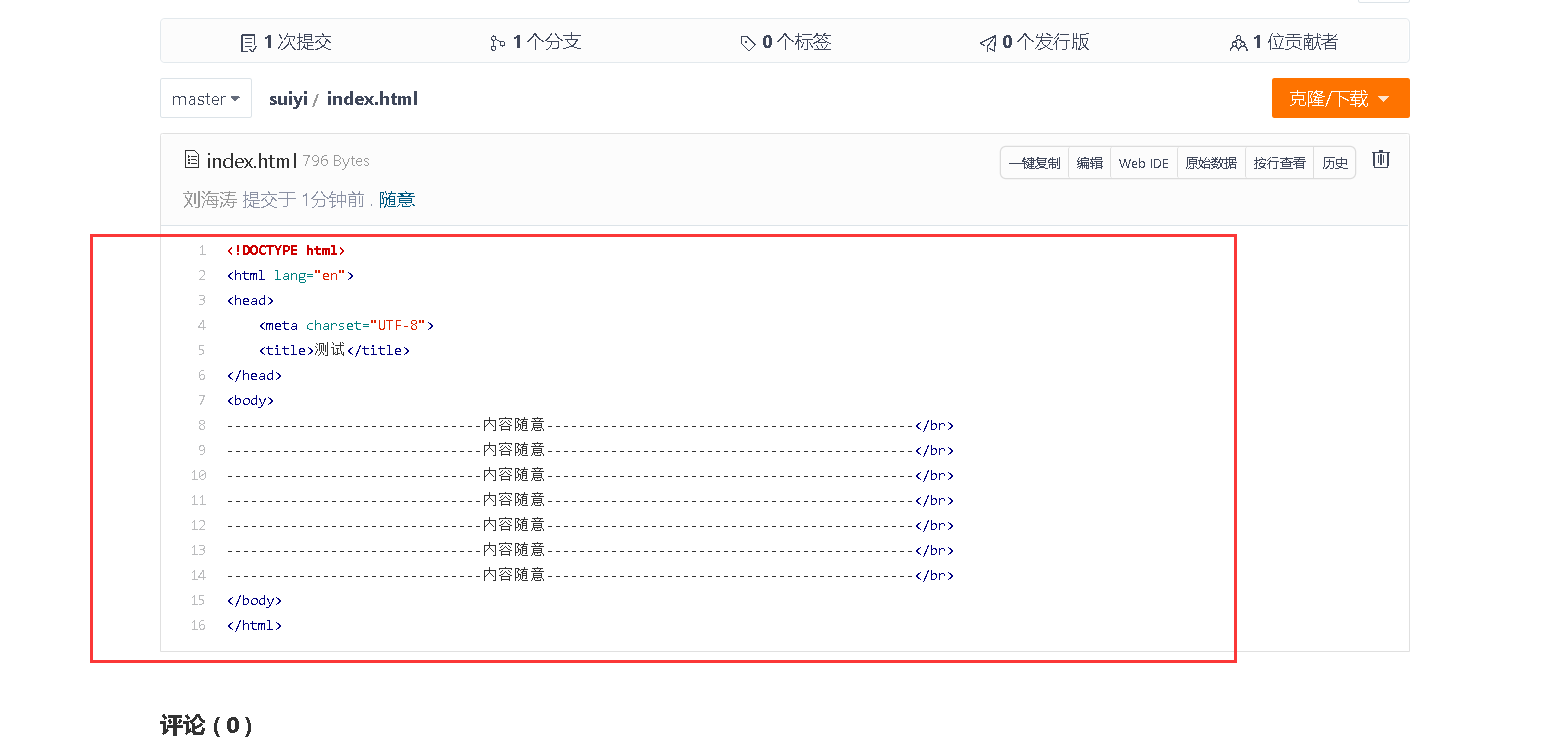 1 次提交 1 个分支 0 个标签 0 个发行版 1 位贡献者
master suiyi / index.html 克隆/下载
index.html 796 Bytes 一键复制 编辑 Web IDE 原始数据 按行查看 历史
刘海涛 提交于 1分钟前 . 随意
1 <!DOCTYPE html>
2 <html lang="en">
3 <head>
4     <meta charset="UTF-8">
5     <title>测试</title>
6 </head>
7 <body>
8 --------------------------------内容随意----------------------------------------------</br>
9 --------------------------------内容随意----------------------------------------------</br>
10 --------------------------------内容随意----------------------------------------------</br>
11 --------------------------------内容随意----------------------------------------------</br>
12 --------------------------------内容随意----------------------------------------------</br>
13 --------------------------------内容随意----------------------------------------------</br>
14 --------------------------------内容随意----------------------------------------------</br>
15 </body>
16 </html>
评论 ( 0 )